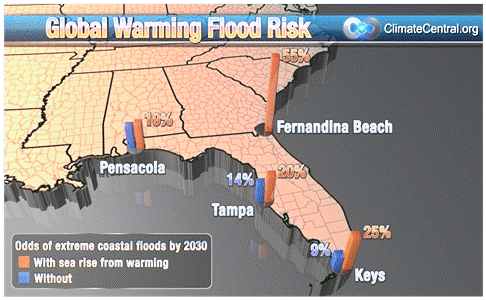 Global Warming Flood Risk
ClimateCentral.org
55%
Fernandina Beach
Pensacola
14%
20%
Tampa
9%
25%
Keys
Odds of extreme coastal floods by 2030
With sea rise from warming
Without